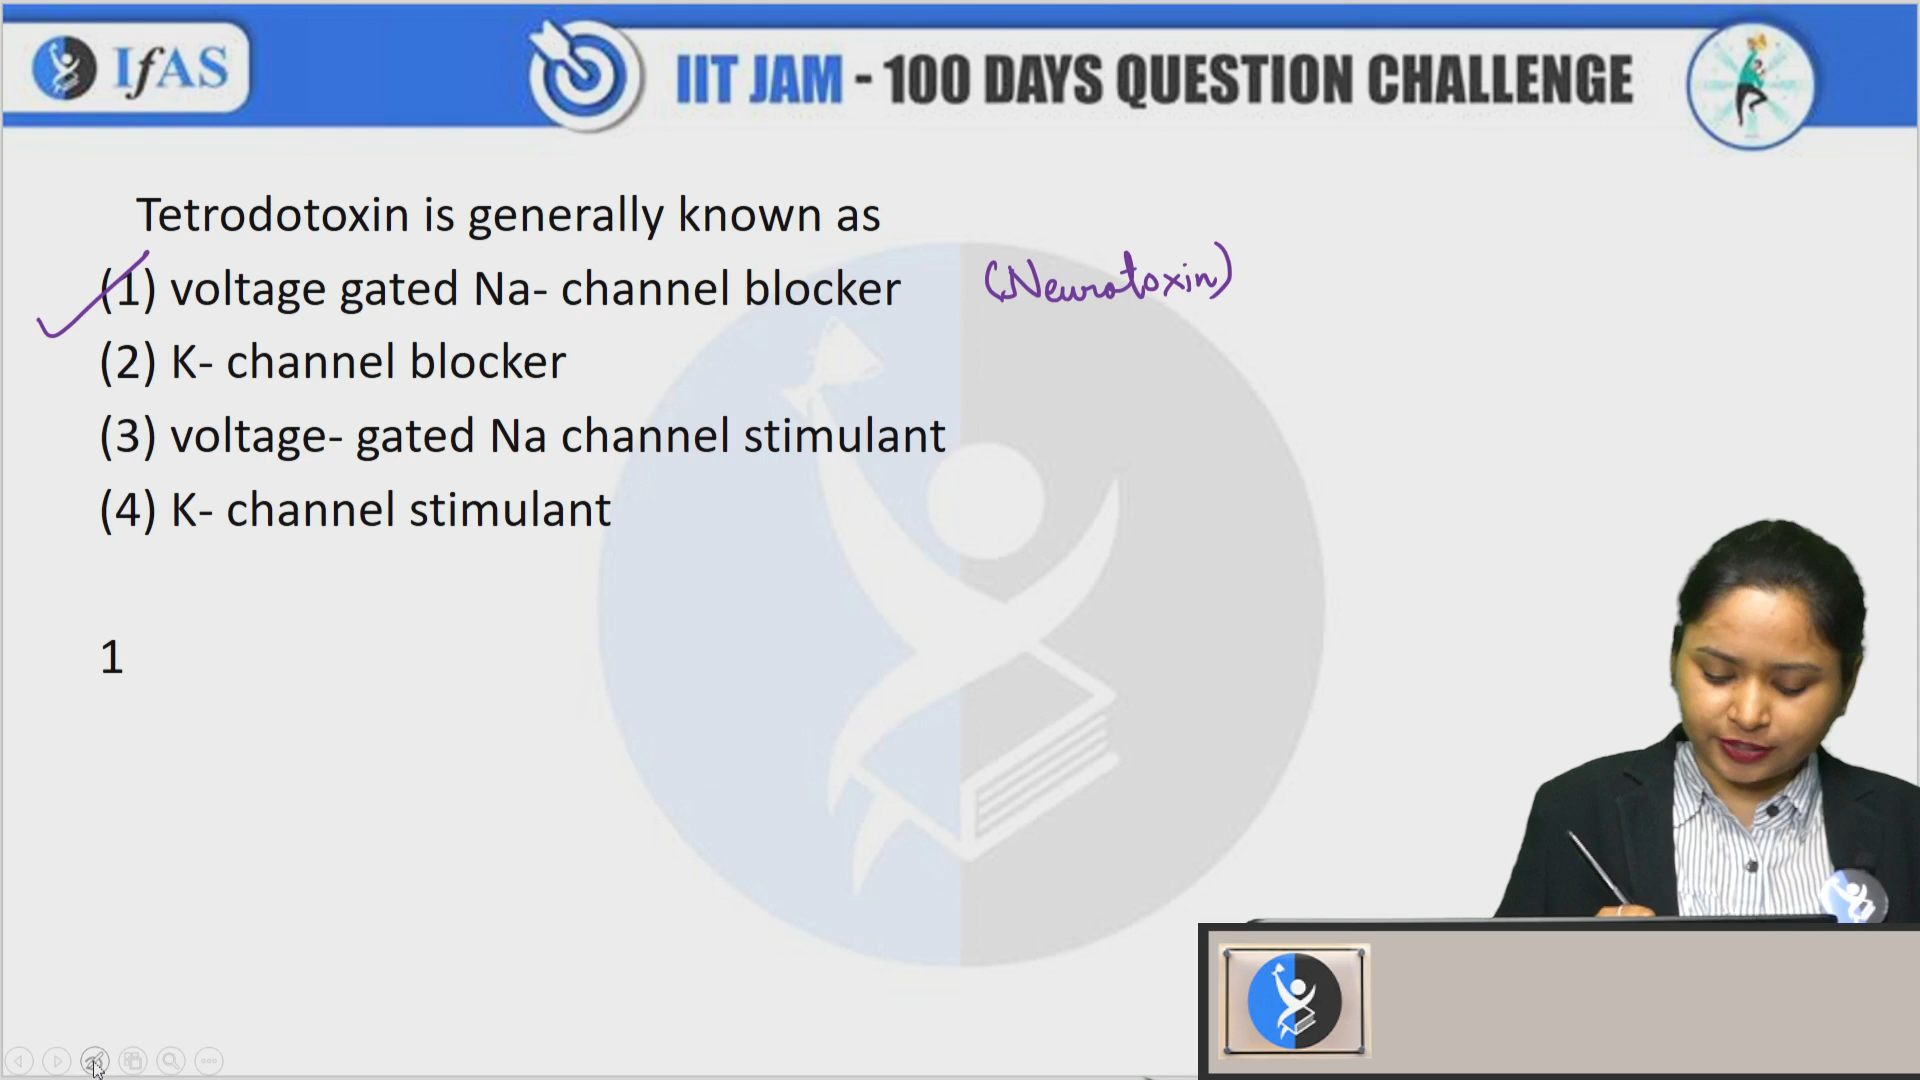 IfAS
IIT JAM - 100 DAYS QUESTION CHALLENGE
Tetrodotoxin is generally known as
(1) voltage gated Na- channel blocker (Neurotoxin)
(2) K- channel blocker
(3) voltage- gated Na channel stimulant
(4) K- channel stimulant
1